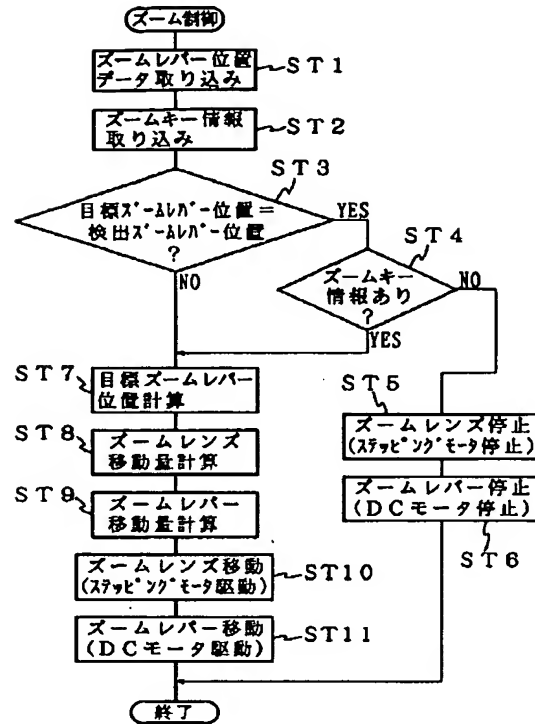 ズーム制御
ズームレバー位置
データ取り込み
ST1
ズームキー情報
取り込み
ST2
ST3
目標ズームレバー位置=
検出ズームレバー位置
?
YES
NO
ST4
ズームキー
情報あり
?
NO
YES
ST7
目標ズームレバー
位置計算
ST5
ズームレンズ停止
(ステッピングモータ停止)
ST8
ズームレンズ
移動量計算
ズームレバー停止
(DCモータ停止)
ST6
ST9
ズームレバー
移動量計算
ズームレンズ移動
(ステッピングモータ駆動)
ST10
ズームレバー移動
(DCモータ駆動)
ST11
終了